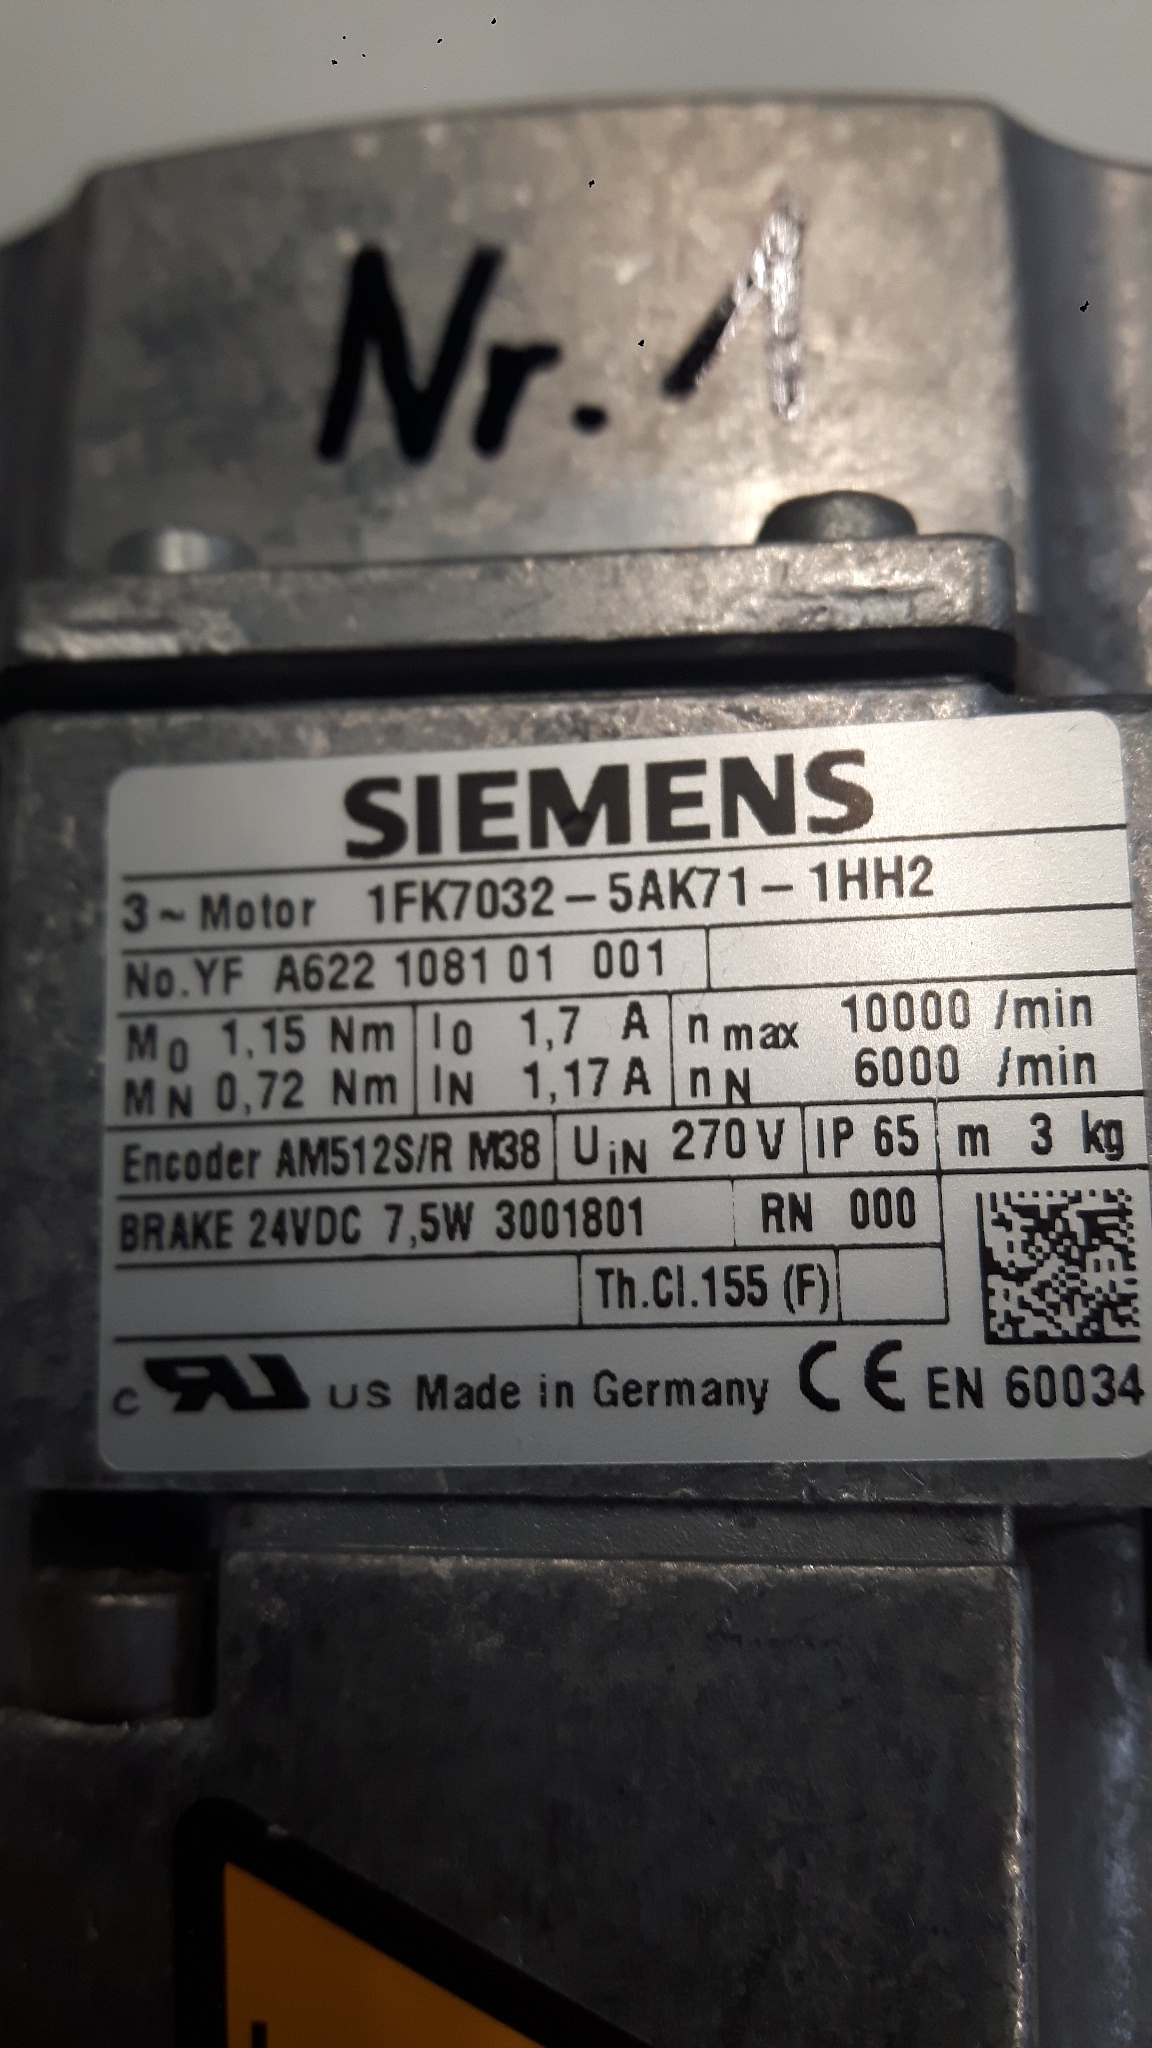 Nr. 1
SIEMENS
3~Motor 1FK7032-5AK71-1HH2
No.YF A622 1081 01 001
M0 1,15 Nm I0 1,7 A n max 10000 /min
MN 0,72 Nm IN 1,17 A nN 6000 /min
Encoder AM512S/R M38 UiN 270 V IP 65 m 3 kg
BRAKE 24VDC 7,5W 3001801 RN 000
Th.Cl.155 (F)
c RU US Made in Germany CE EN 60034